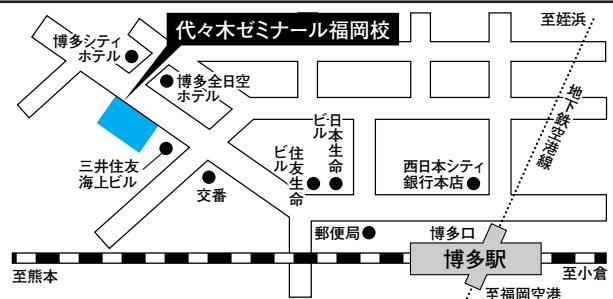 代々木ゼミナール福岡校
至姪浜
博多シティ
ホテル
博多全日空
ホテル
地下鉄空港線
日本生命
ビル
住友生命
ビル
三井住友
海上ビル
交番
西日本シティ
銀行本店
郵便局
博多口
博多駅
至熊本
至小倉
至福岡空港